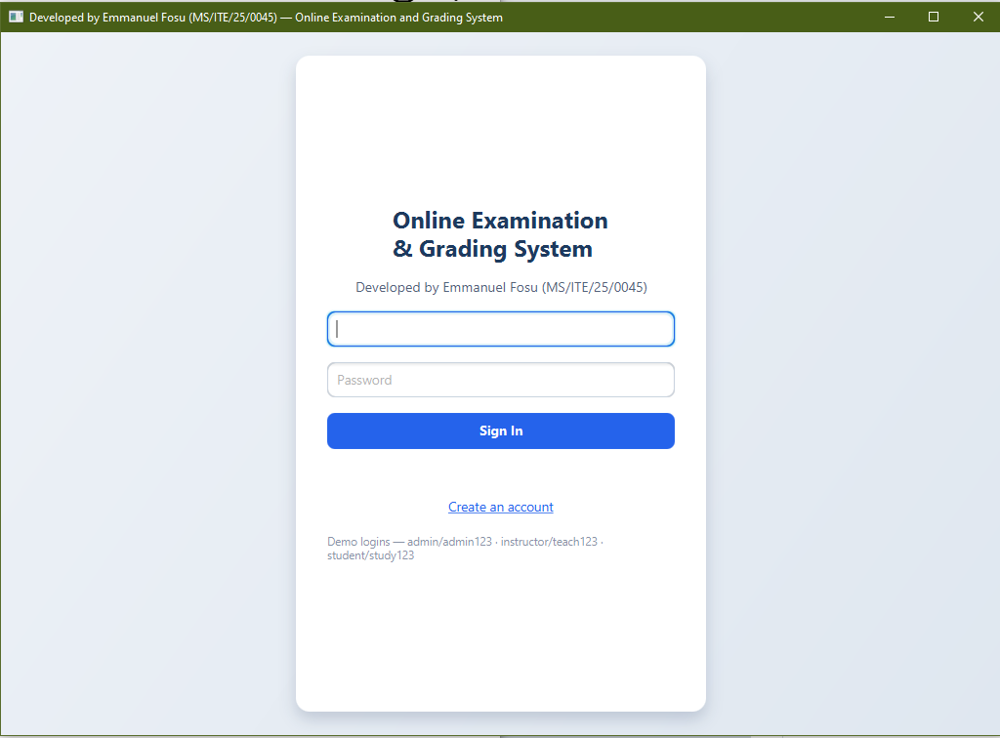 Developed by Emmanuel Fosu (MS/ITE/25/0045) — Online Examination and Grading System
Online Examination
& Grading System
Developed by Emmanuel Fosu (MS/ITE/25/0045)
Password
Sign In
Create an account
Demo logins — admin/admin123 · instructor/teach123 ·
student/study123